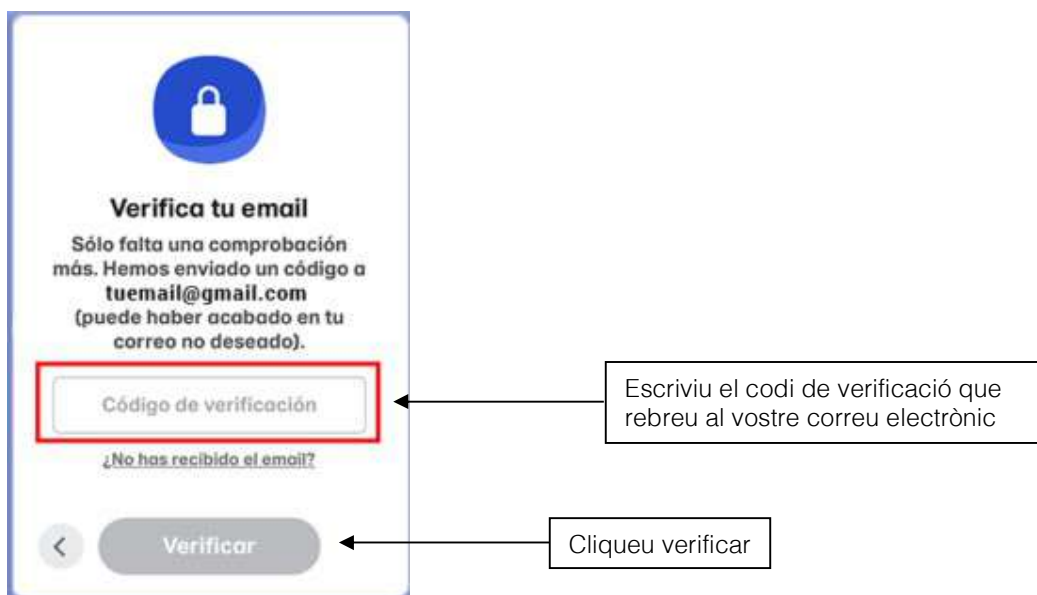 Verifica tu email
Sólo falta una comprobación
más. Hemos enviado un código a
tuemail@gmail.com
(puede haber acabado en tu
correo no deseado).
Código de verificación
Escriviu el codi de verificació que
rebreu al vostre correu electrònic
¿No has recibido el email?
Verificar
Cliqueu verificar